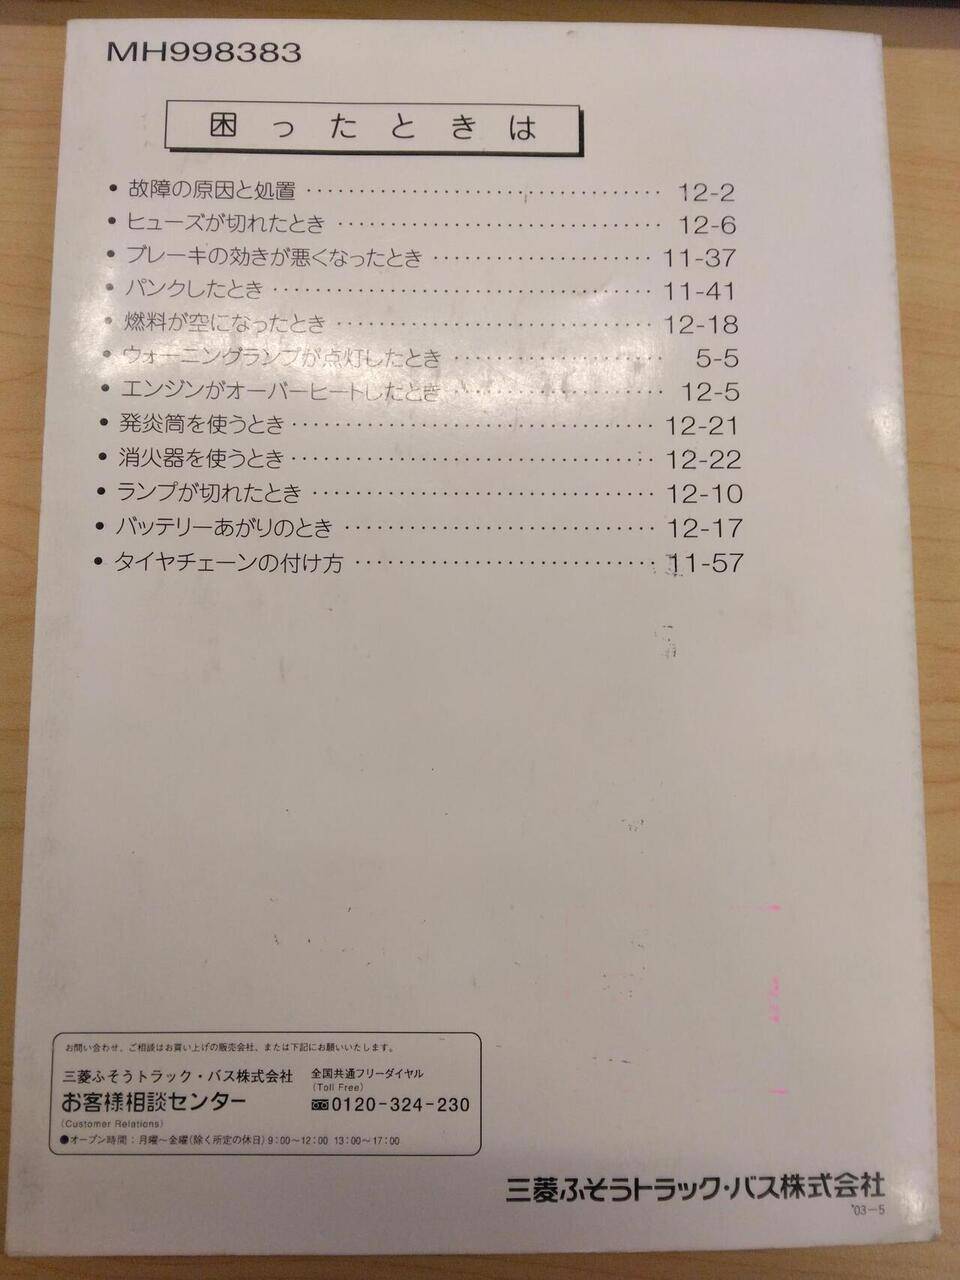 MH998383
困ったときは
• 故障の原因と処置 ･･････････････････････････････････ 12-2
• ヒューズが切れたとき ･･･････････････････････････････ 12-6
• ブレーキの効きが悪くなったとき ･････････････････････ 11-37
• パンクしたとき ････････････････････････････････････ 11-41
• 燃料が空になったとき ･･････････････････････････････ 12-18
• ウォーニングランプが点灯したとき ･･･････････････････ 5-5
• エンジンがオーバーヒートしたとき ･･･････････････････ 12-5
• 発炎筒を使うとき ･･････････････････････････････････ 12-21
• 消火器を使うとき ･･････････････････････････････････ 12-22
• ランプが切れたとき ････････････････････････････････ 12-10
• バッテリーあがりのとき ･････････････････････････････ 12-17
• タイヤチェーンの付け方 ････････････････････････････ 11-57
お問い合わせ、ご相談はお買い上げの販売会社、または下記にお願いいたします。
三菱ふそうトラック・バス株式会社
お客様相談センター
(Customer Relations)
全国共通フリーダイヤル
(Toll Free)
0120-324-230
●オープン時間：月曜～金曜(除く所定の休日) 9:00～12:00 13:00～17:00
三菱ふそうトラック・バス株式会社
'03-5